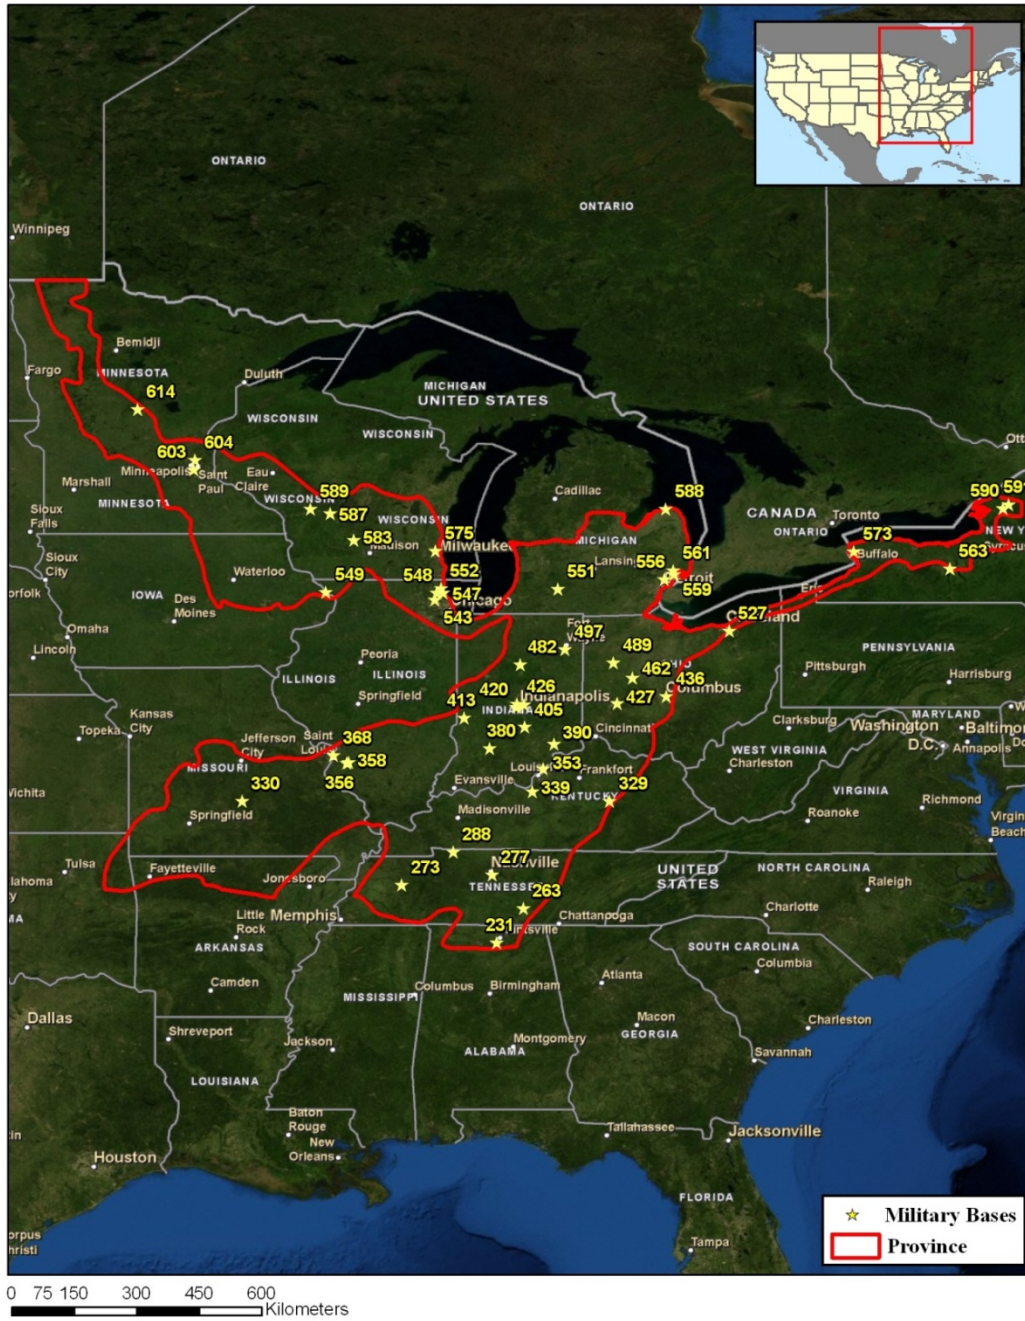 ONTARIO
ONTARIO
Winnipeg
Bemidji
Fargo
MINNESOTA
Duluth
614
MICHIGAN
UNITED STATES
WISCONSIN
WISCONSIN
604
603
Minneapolis
Saint
Paul
Eau
Claire
Marshall
MINNESOTA
WISCONSIN
589
587
WISCONSIN
Cadillac
588
CANADA
Toronto
ONTARIO
590
591
NEW Y
Sioux
Falls
583
Madison
575
Milwaukee
MICHIGAN
Lansing
561
556
559
573
Buffalo
563
Sioux
City
Waterloo
549
548
552
547
Chicago
543
551
Erie
527
IOWA
Des
Moines
Omaha
Lincoln
Peoria
ILLINOIS
Springfield
Fort
Wayne
497
482
489
462
436
Columbus
PENNSYLVANIA
Pittsburgh
Harrisburg
413
420
426
Indianapolis
405
427
Topeka
Kansas
City
Jefferson
City
Saint
368
358
356
ILLINOIS
380
390
Cincinnati
Clarksburg
MARYLAND
Washington
D.C.
Baltimore
Annapolis
WEST VIRGINIA
Charleston
MISSOURI
330
Springfield
Evansville
353
Frankfort
339
KENTUCKY
329
VIRGINIA
Richmond
Roanoke
Madisonville
288
277
Nashville
273
TENNESSEE
263
231
Tulsa
Fayetteville
Jonesboro
UNITED
STATES
NORTH CAROLINA
Raleigh
Charlotte
Chattanooga
Little
Rock
Memphis
ARKANSAS
SOUTH CAROLINA
Columbia
Camden
MISSISSIPPI
Columbus
Birmingham
Atlanta
Dallas
Shreveport
Jackson
Montgomery
ALABAMA
Macon
GEORGIA
Charleston
Savannah
LOUISIANA
Baton
Rouge
New
Orleans
Tallahassee
Jacksonville
Houston
FLORIDA
Tampa
Military Bases
Province
0 75 150 300 450 600
Kilometers